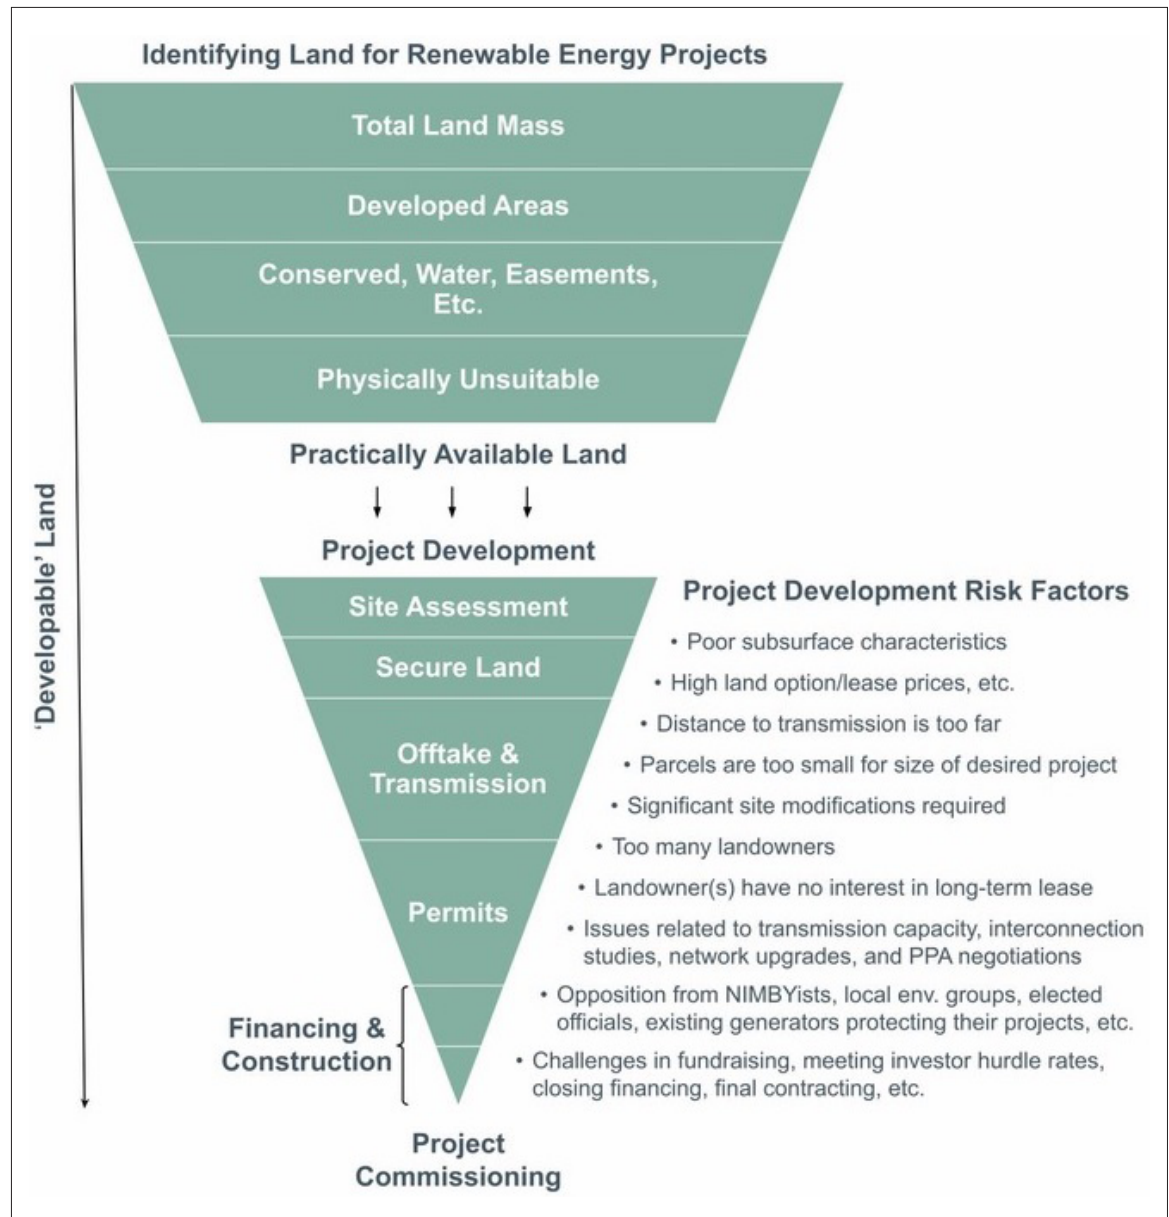 Identifying Land for Renewable Energy Projects
Total Land Mass
Developed Areas
Conserved, Water, Easements,
Etc.
Physically Unsuitable
Practically Available Land
'Developable' Land
Project Development
Site Assessment
Secure Land
Offtake &
Transmission
Permits
Financing &
Construction
Project
Commissioning
Project Development Risk Factors
• Poor subsurface characteristics
• High land option/lease prices, etc.
• Distance to transmission is too far
• Parcels are too small for size of desired project
• Significant site modifications required
• Too many landowners
• Landowner(s) have no interest in long-term lease
• Issues related to transmission capacity, interconnection
studies, network upgrades, and PPA negotiations
• Opposition from NIMBYists, local env. groups, elected
officials, existing generators protecting their projects, etc.
• Challenges in fundraising, meeting investor hurdle rates,
closing financing, final contracting, etc.